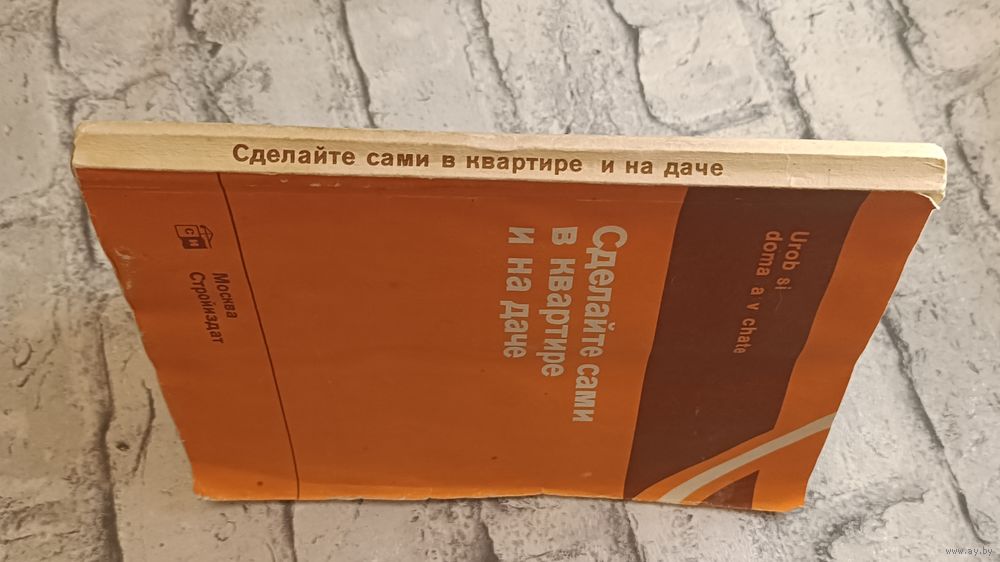 Сделайте сами в квартире и на даче
Urob si
doma a v chate
Сделайте сами
в квартире
и на даче
Москва
Стройиздат
СИ
www.ay.by